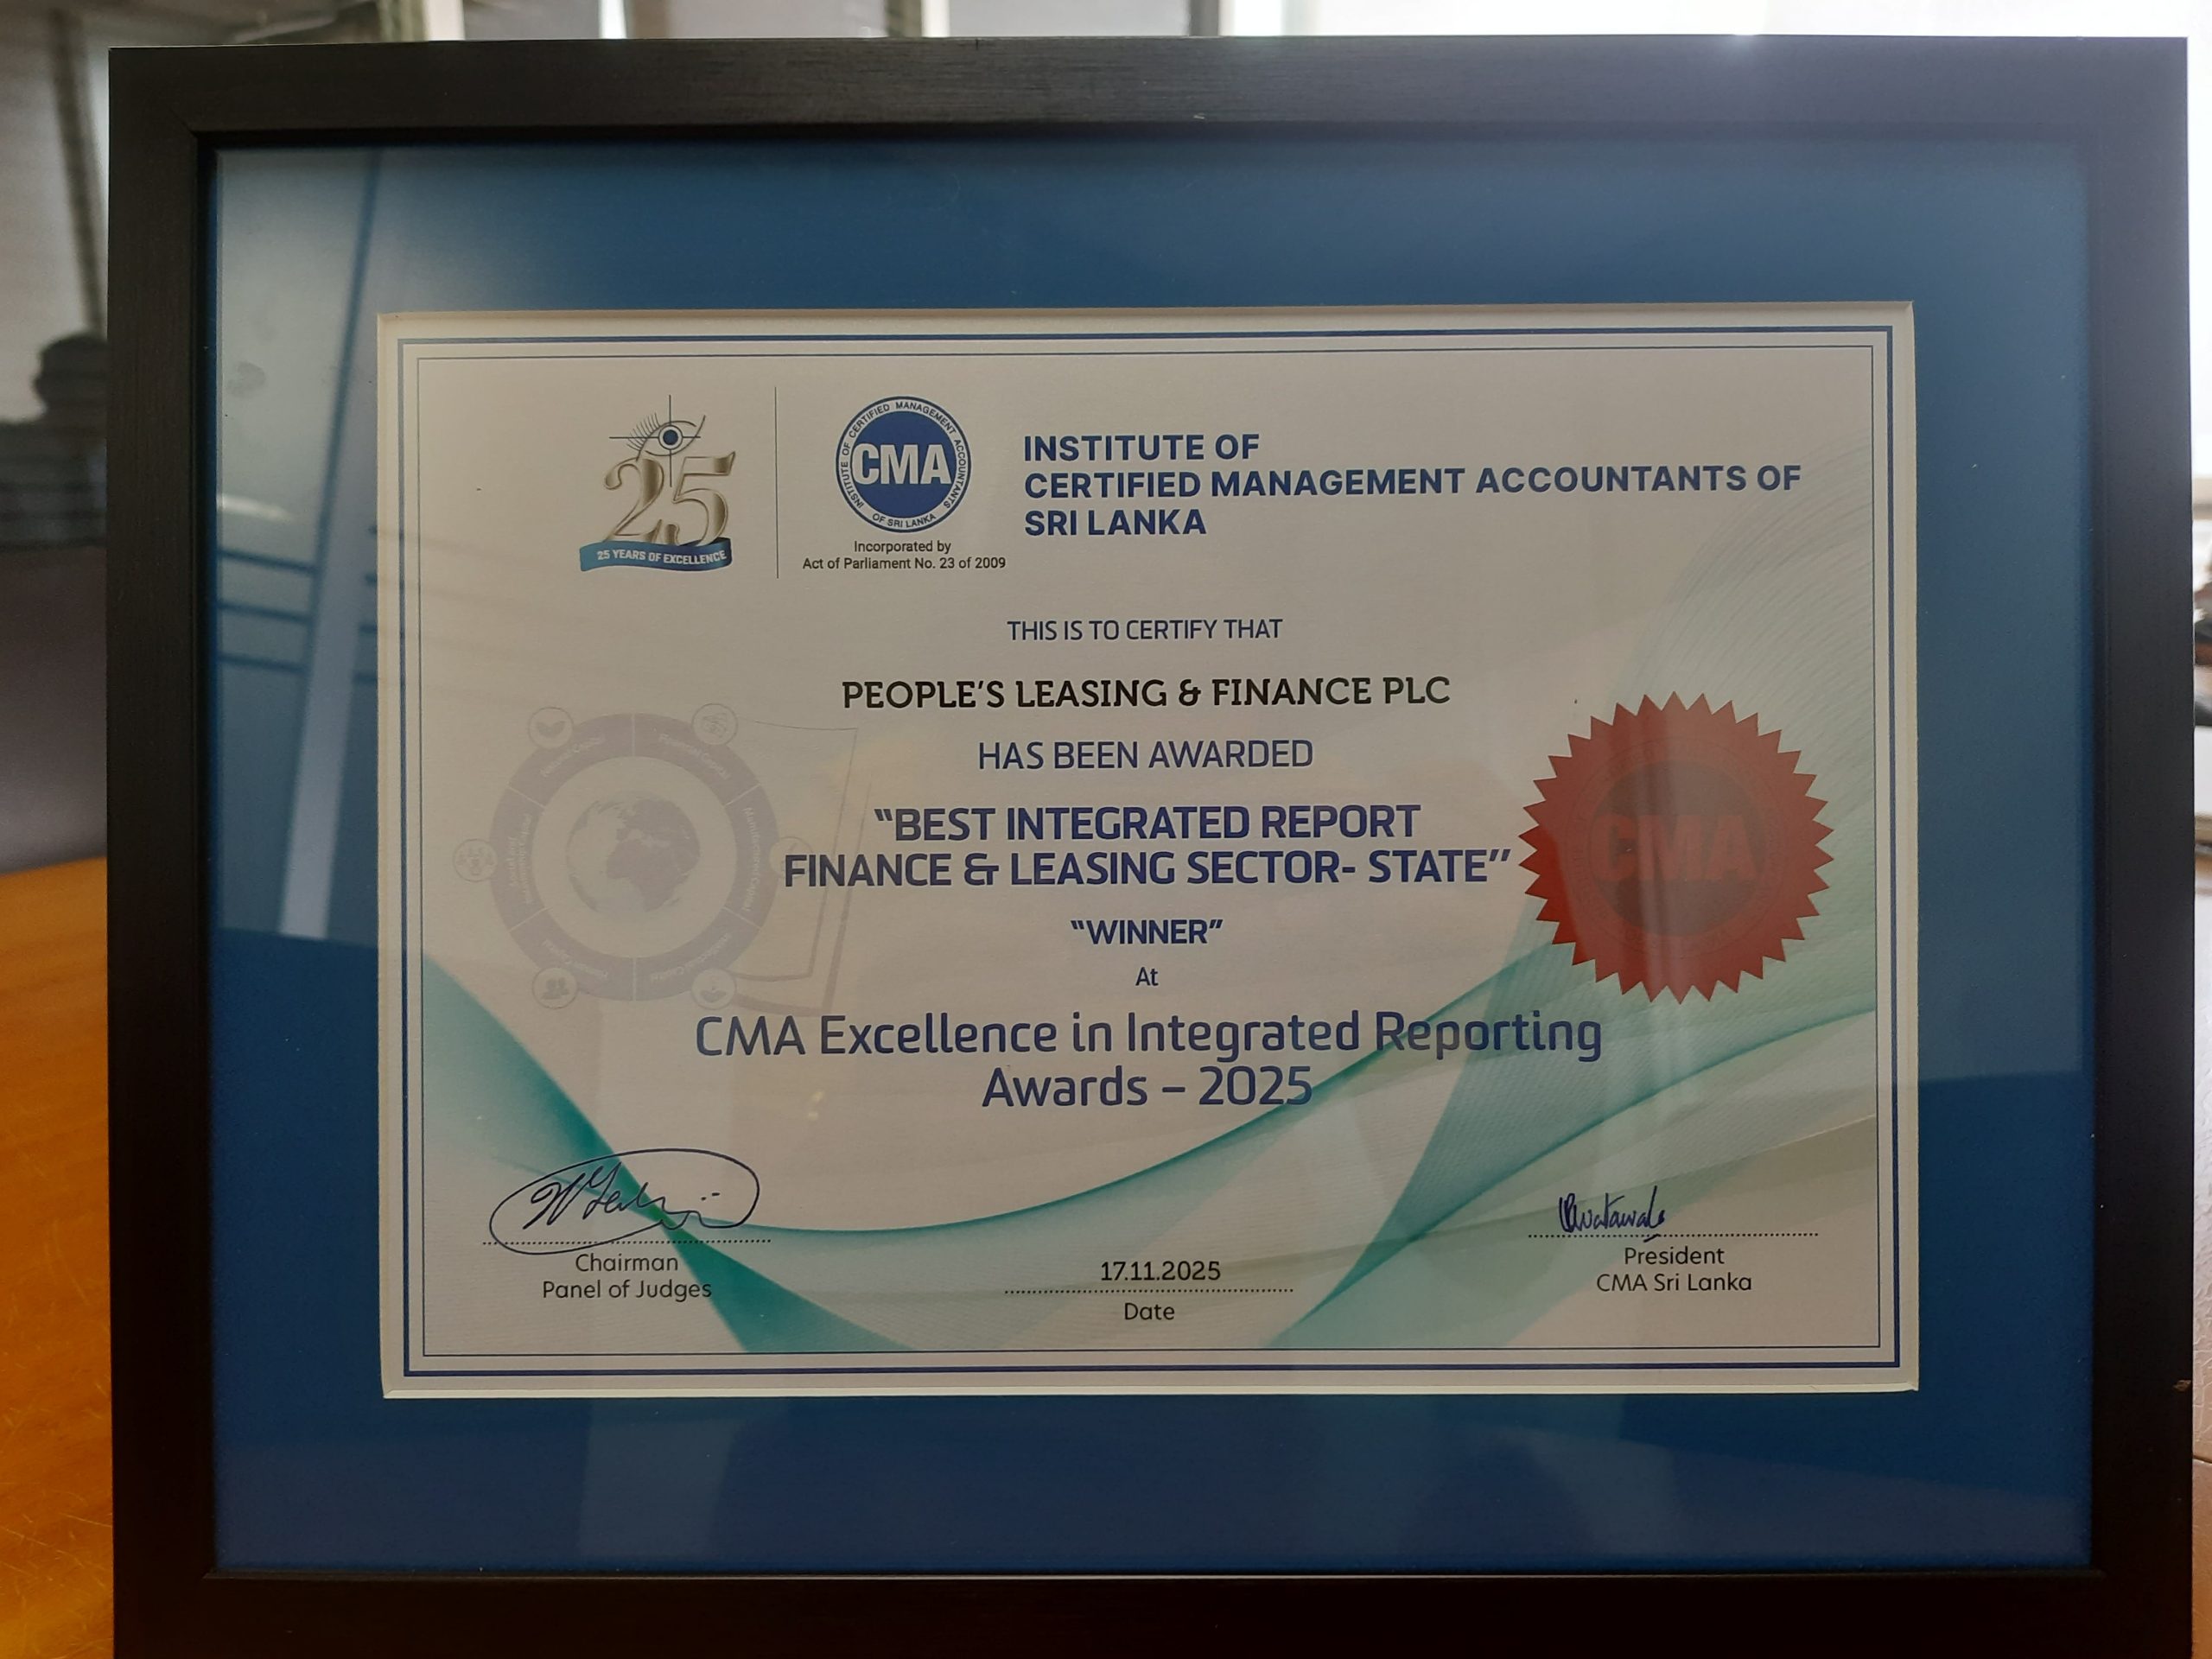 25
25 YEARS OF EXCELLENCE
INSTITUTE OF CERTIFIED MANAGEMENT ACCOUNTANTS
CMA
OF SRI LANKA
Incorporated by
Act of Parliament No. 23 of 2009
INSTITUTE OF
CERTIFIED MANAGEMENT ACCOUNTANTS OF
SRI LANKA
THIS IS TO CERTIFY THAT
PEOPLE'S LEASING & FINANCE PLC
HAS BEEN AWARDED
"BEST INTEGRATED REPORT
FINANCE & LEASING SECTOR- STATE"
"WINNER"
At
CMA Excellence in Integrated Reporting
Awards – 2025
CMA
Chairman
Panel of Judges
17.11.2025
Date
President
CMA Sri Lanka